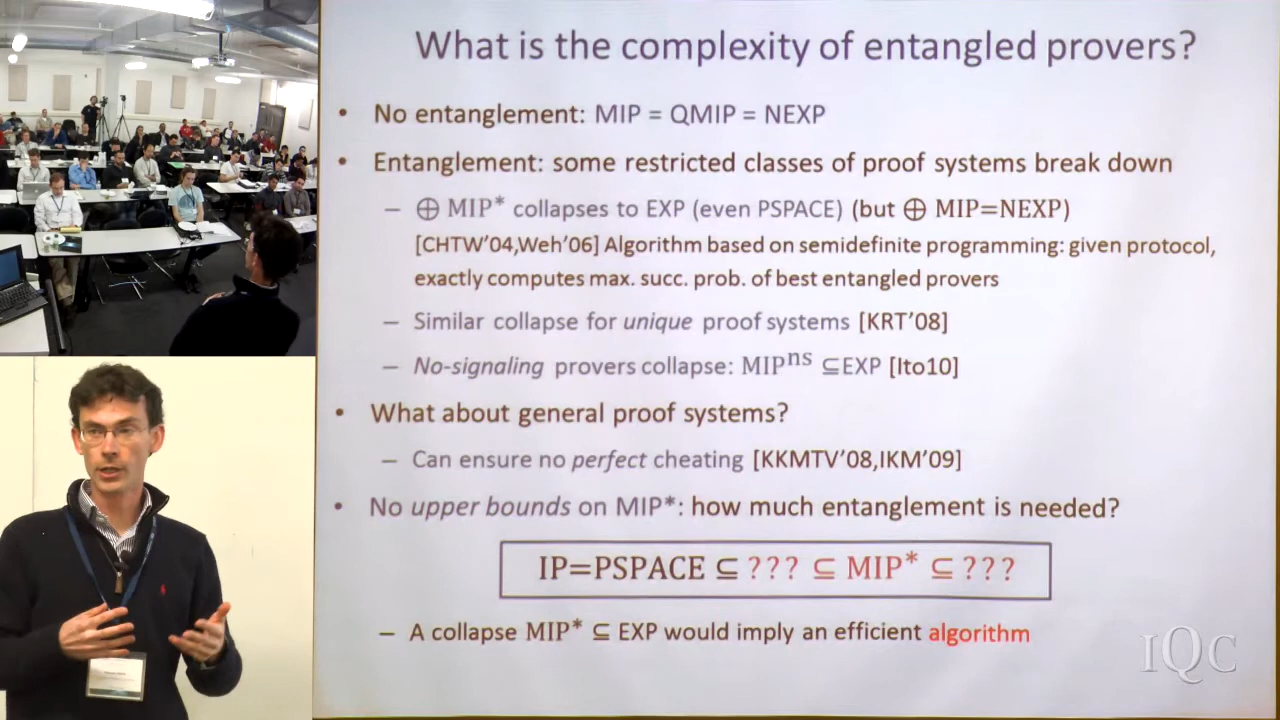 What is the complexity of entangled provers?
• No entanglement: MIP = QMIP = NEXP
• Entanglement: some restricted classes of proof systems break down
– ⊕ MIP* collapses to EXP (even PSPACE) (but ⊕ MIP=NEXP)
[CHTW'04,Weh'06] Algorithm based on semidefinite programming: given protocol,
exactly computes max. succ. prob. of best entangled provers
– Similar collapse for unique proof systems [KRT'08]
– No-signaling provers collapse: MIPⁿˢ ⊆EXP [Ito10]
• What about general proof systems?
– Can ensure no perfect cheating [KKMTV'08,IKM'09]
• No upper bounds on MIP*: how much entanglement is needed?
IP=PSPACE ⊆ ??? ⊆ MIP* ⊆ ???
– A collapse MIP* ⊆ EXP would imply an efficient algorithm
IQC